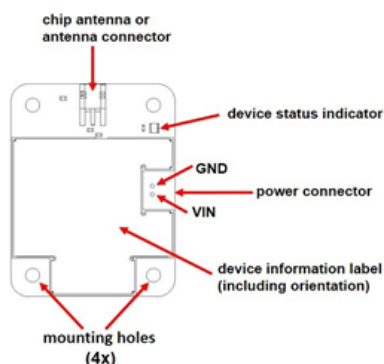 chip antenna or
antenna connector
device status indicator
GND
power connector
VIN
device information label
(including orientation)
mounting holes
(4x)